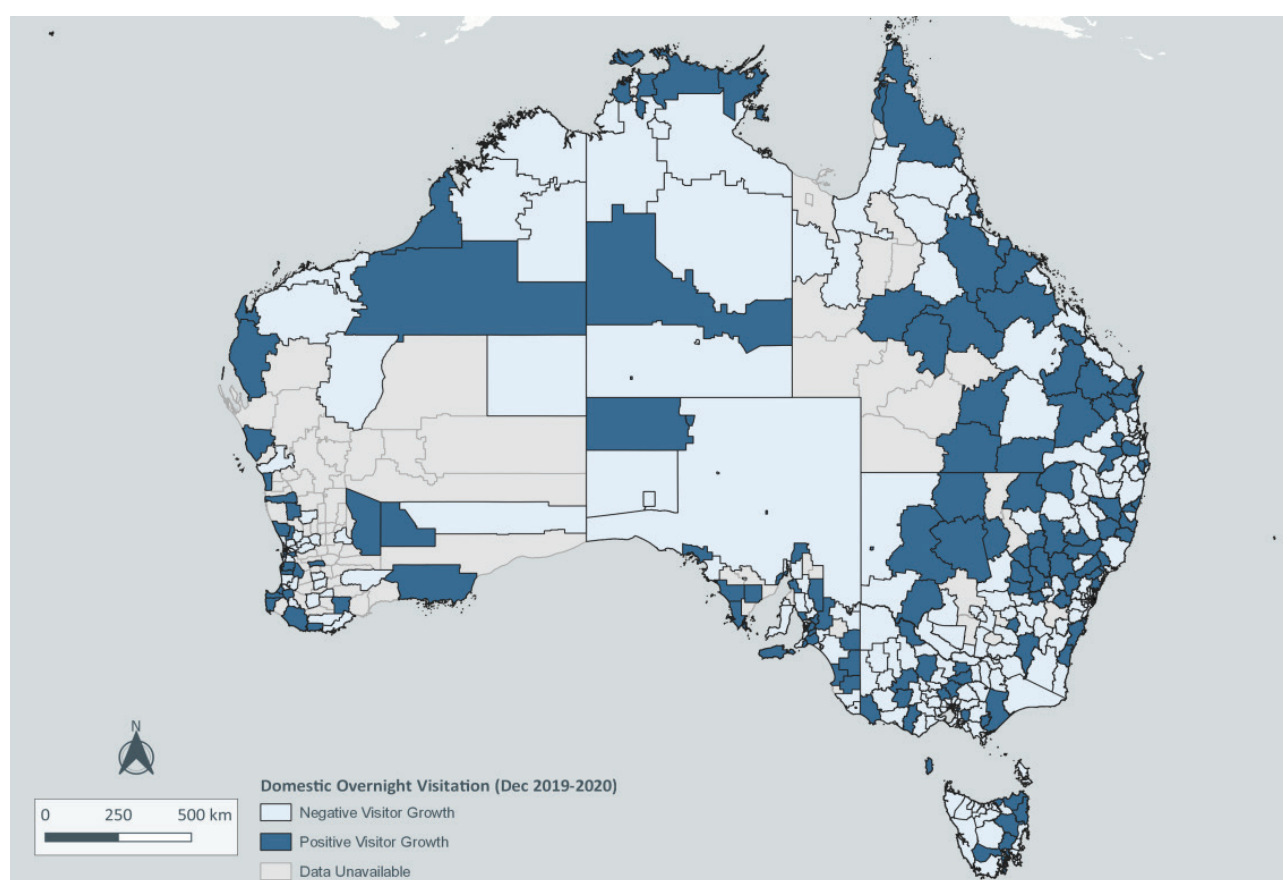 N
0 250 500 km
Domestic Overnight Visitation (Dec 2019-2020)
Negative Visitor Growth
Positive Visitor Growth
Data Unavailable